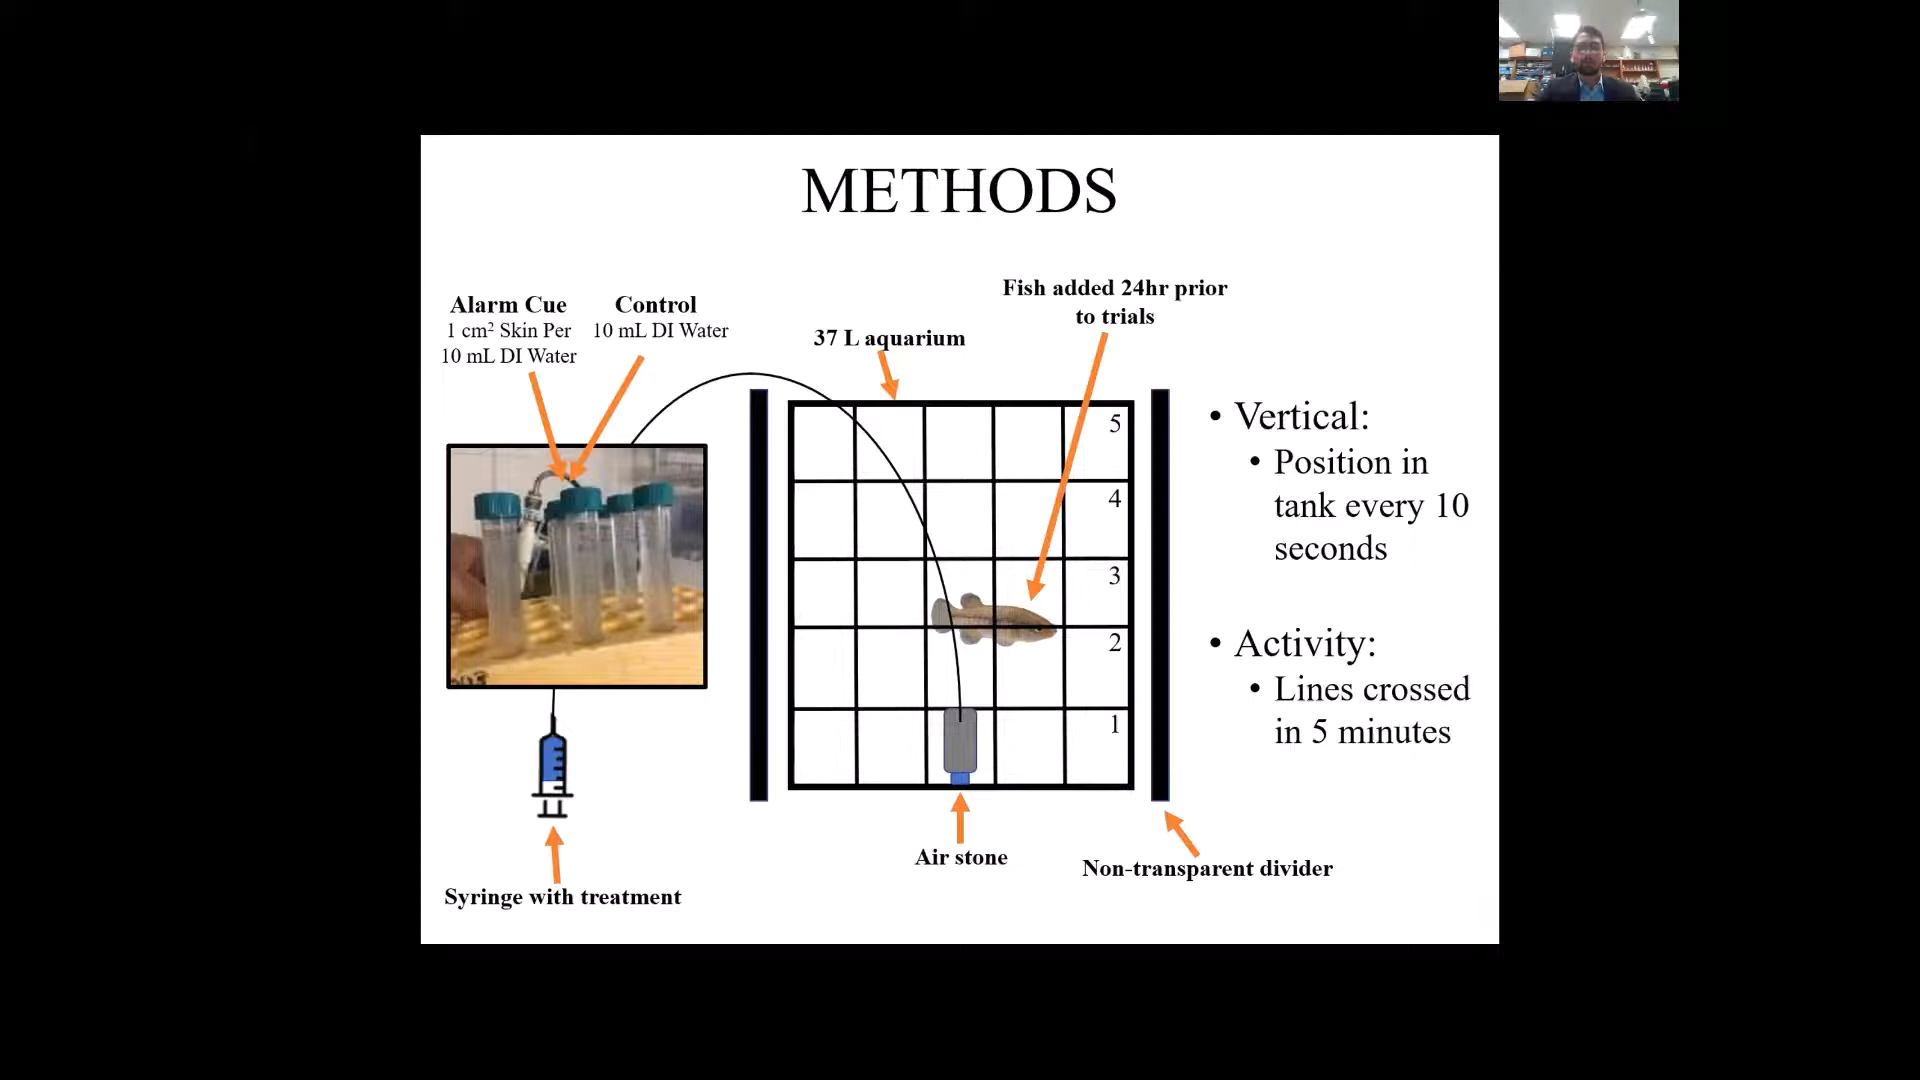 METHODS
Alarm Cue
1 cm² Skin Per
10 mL DI Water
Control
10 mL DI Water
37 L aquarium
Fish added 24hr prior
to trials
5
4
3
2
1
• Vertical:
• Position in
tank every 10
seconds
• Activity:
• Lines crossed
in 5 minutes
Air stone
Non-transparent divider
Syringe with treatment